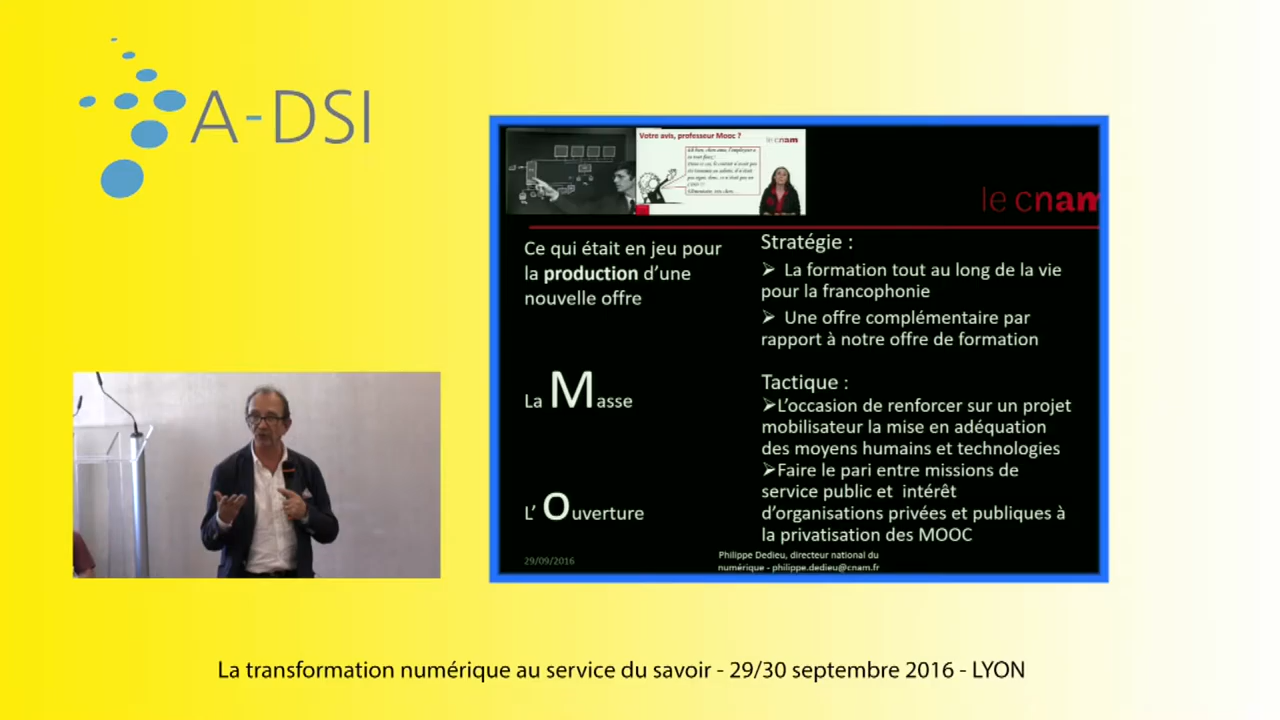 A-DSI
Votre avis, professeur Mooc ?
le cnam
le cnam
Ce qui était en jeu pour
la production d'une
nouvelle offre
La Masse
L' Ouverture
29/09/2016
Stratégie :
➢ La formation tout au long de la vie
pour la francophonie
➢ Une offre complémentaire par
rapport à notre offre de formation
Tactique :
➢L'occasion de renforcer sur un projet
mobilisateur la mise en adéquation
des moyens humains et technologies
➢Faire le pari entre missions de
service public et intérêt
d'organisations privées et publiques à
la privatisation des MOOC
Philippe Dedieu, directeur national du
numérique - philippe.dedieu@cnam.fr
La transformation numérique au service du savoir - 29/30 septembre 2016 - LYON